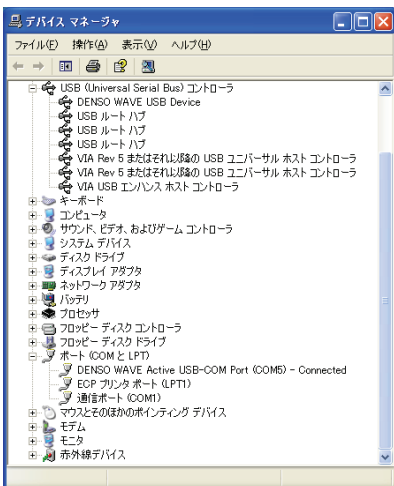 デバイス マネージャ
ファイル(F) 操作(A) 表示(V) ヘルプ(H)
USB (Universal Serial Bus) コントローラ
DENSO WAVE USB Device
USB ルート ハブ
USB ルート ハブ
USB ルート ハブ
VIA Rev 5 またはそれ以降の USB ユニバーサル ホスト コントローラ
VIA Rev 5 またはそれ以降の USB ユニバーサル ホスト コントローラ
VIA USB エンハンス ホスト コントローラ
キーボード
コンピュータ
サウンド、ビデオ、およびゲーム コントローラ
システム デバイス
ディスク ドライブ
ディスプレイ アダプタ
ネットワーク アダプタ
バッテリ
プロセッサ
フロッピー ディスク コントローラ
フロッピー ディスク ドライブ
ポート (COM と LPT)
DENSO WAVE Active USB-COM Port (COM5) - Connected
ECP プリンタ ポート (LPT1)
通信ポート (COM1)
マウスとそのほかのポインティング デバイス
モデム
モニタ
赤外線デバイス